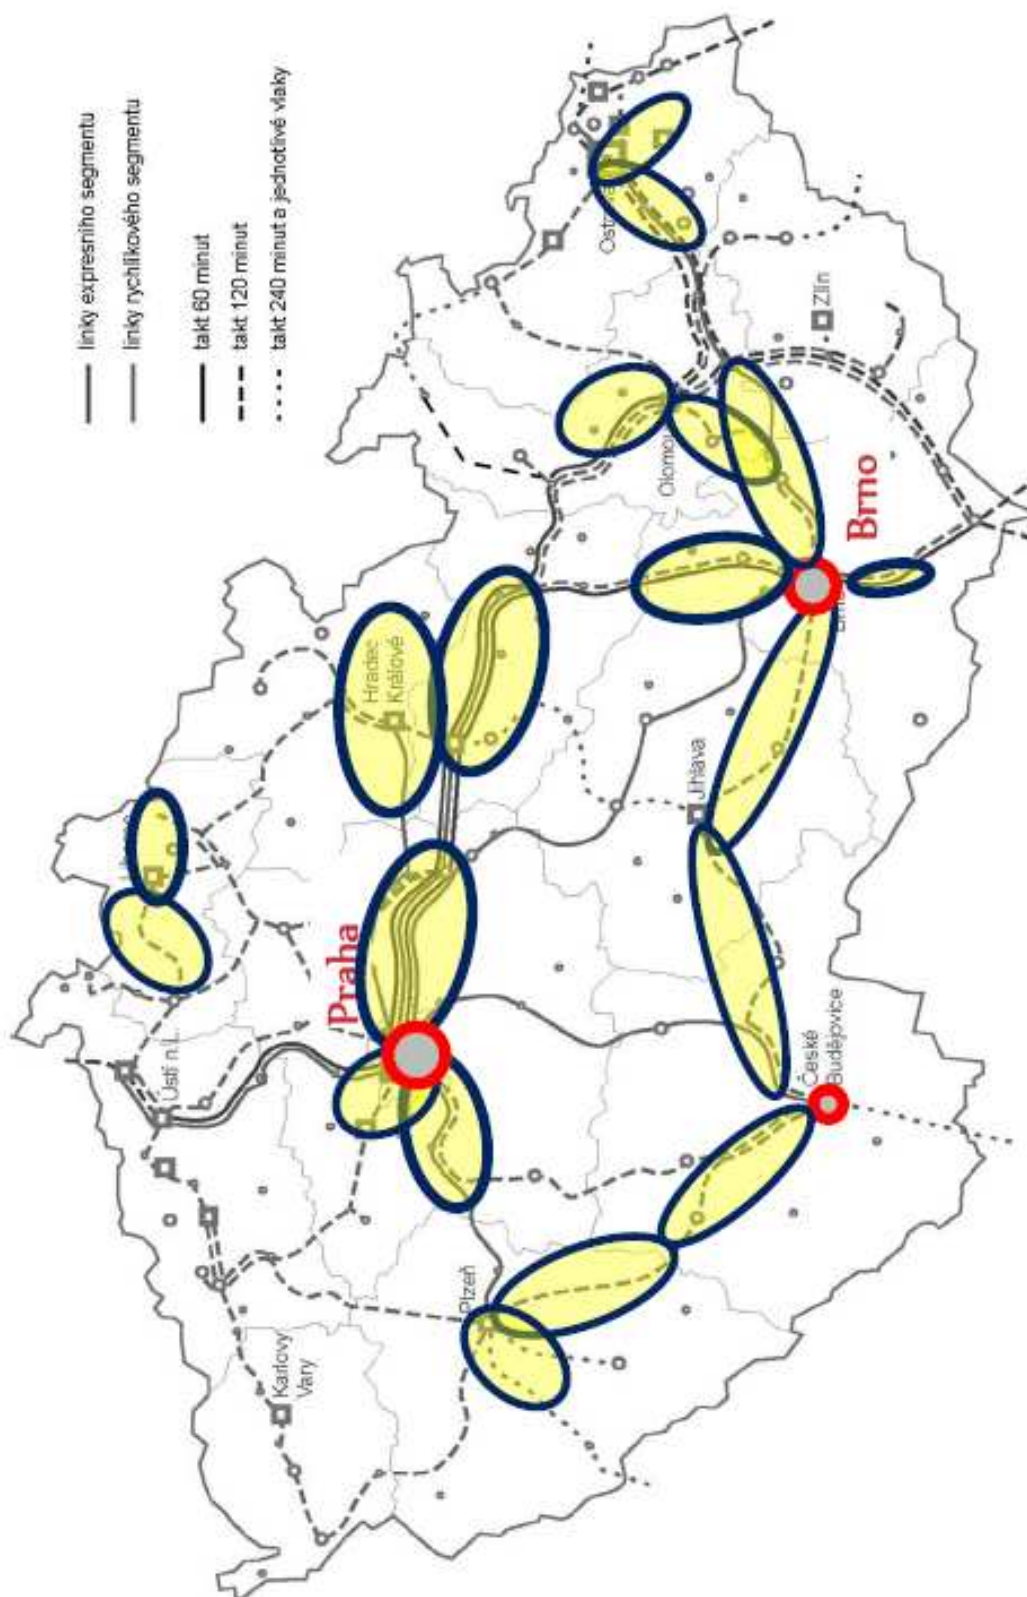 linky expresního segmentu
linky rychlíkového segmentu
takt 60 minut
takt 120 minut
takt 240 minut a jednotlivé vlaky
Karlovy
Vary
Ústí n.L.
Plzeň
Praha
České
Budějovice
Hradec
Králové
Jihlava
Brno
Zlín